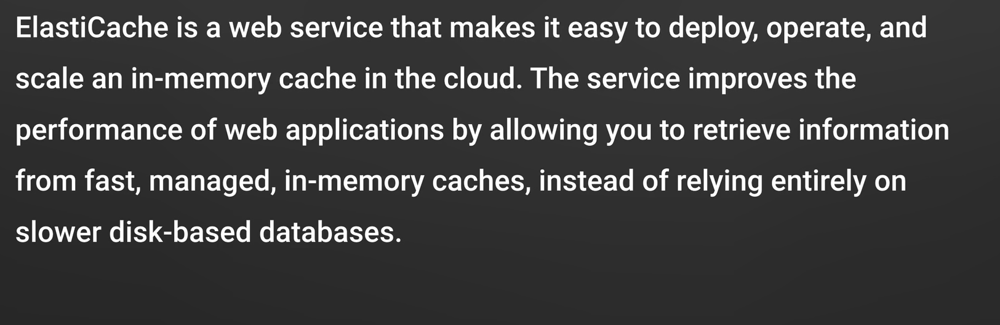 ElastiCache is a web service that makes it easy to deploy, operate, and
scale an in-memory cache in the cloud. The service improves the
performance of web applications by allowing you to retrieve information
from fast, managed, in-memory caches, instead of relying entirely on
slower disk-based databases.